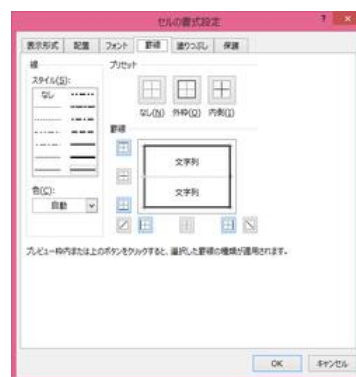 セルの書式設定
? ×
表示形式 配置 フォント 罫線 塗りつぶし 保護
線
スタイル(S):
なし
色(C):
自動
プリセット
なし(N) 外枠(O) 内側(I)
罫線
文字列
文字列
プレビュー枠内または上のボタンをクリックすると、選択した罫線の種類が適用されます。
OK キャンセル